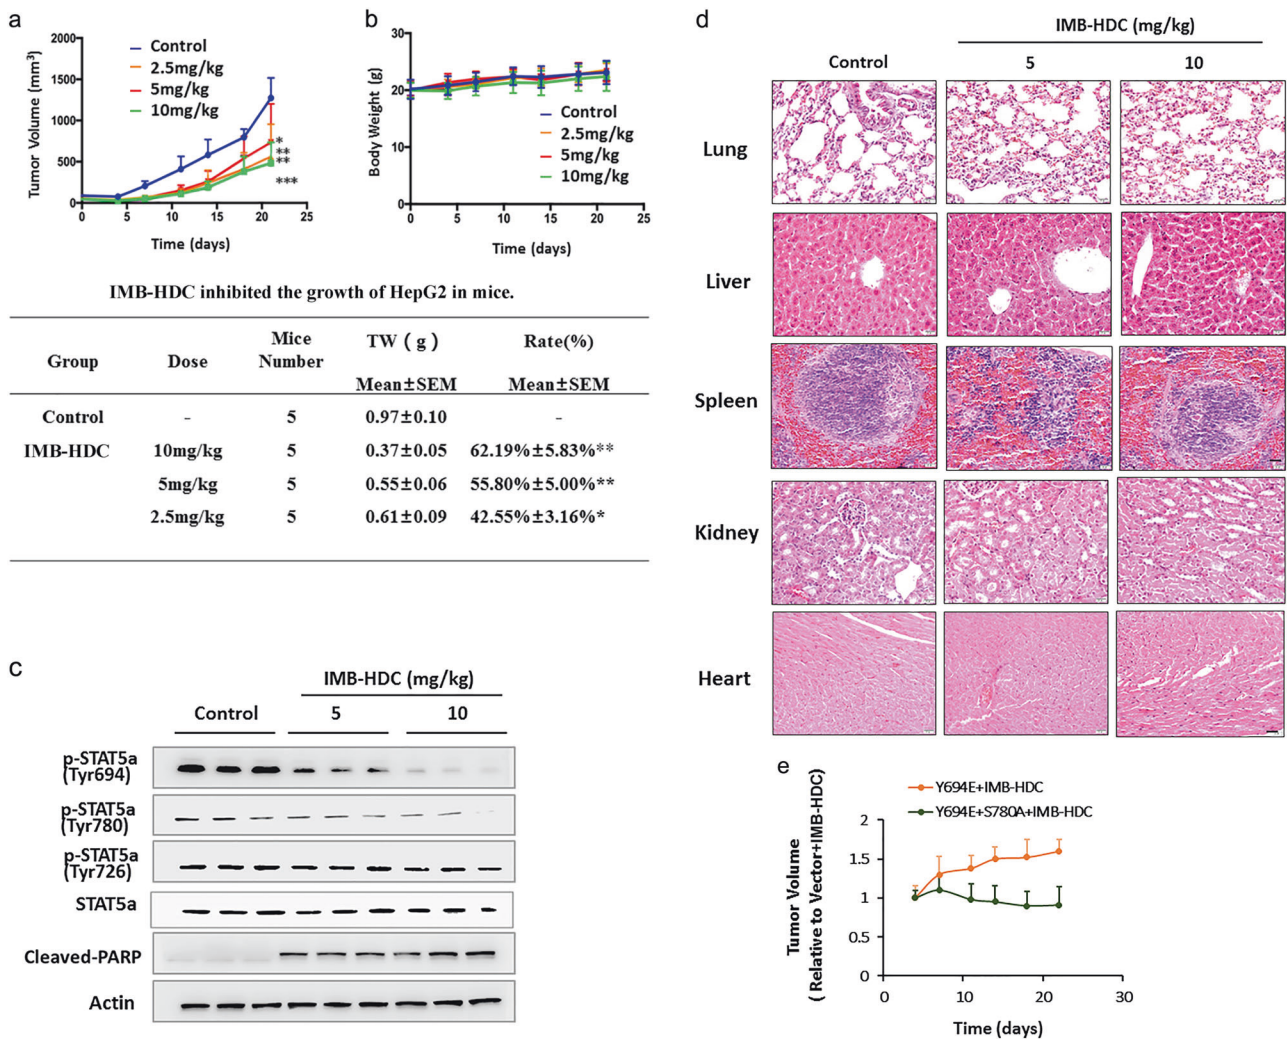 a
Tumor Volume (mm³)
2000
1500
1000
500
0
0 5 10 15 20 25
Time (days)
Control
2.5mg/kg
5mg/kg
10mg/kg
*
**
**
***
b
Body Weight (g)
30
20
10
0
0 5 10 15 20 25
Time (days)
Control
2.5mg/kg
5mg/kg
10mg/kg
IMB-HDC inhibited the growth of HepG2 in mice.
Group Dose Mice Number TW ( g ) Rate(%)
Mean±SEM Mean±SEM
Control - 5 0.97±0.10 -
IMB-HDC 10mg/kg 5 0.37±0.05 62.19%±5.83%**
5mg/kg 5 0.55±0.06 55.80%±5.00%**
2.5mg/kg 5 0.61±0.09 42.55%±3.16%*
c
IMB-HDC (mg/kg)
Control 5 10
p-STAT5a
(Tyr694)
p-STAT5a
(Tyr780)
p-STAT5a
(Tyr726)
STAT5a
Cleaved-PARP
Actin
d
IMB-HDC (mg/kg)
Control 5 10
Lung
Liver
Spleen
Kidney
Heart
e
Y694E+IMB-HDC
Y694E+S780A+IMB-HDC
Tumor Volume
( Relative to Vector+IMB-HDC)
2
1.5
1
0.5
0
0 10 20 30
Time (days)